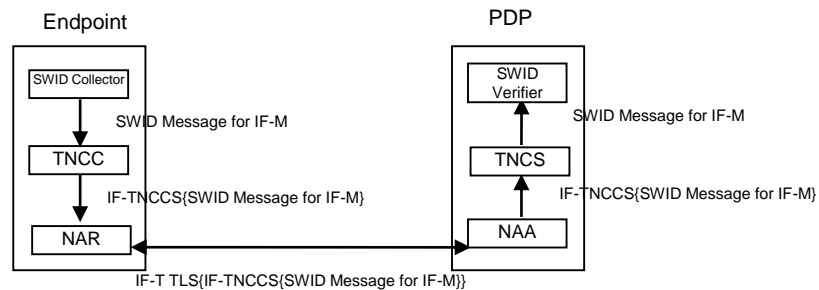 Endpoint
PDP
SWID Collector
SWID
Verifier
SWID Message for IF-M
SWID Message for IF-M
TNCC
TNCS
IF-TNCCS{SWID Message for IF-M}
IF-TNCCS{SWID Message for IF-M}
NAR
NAA
IF-T TLS{IF-TNCCS{SWID Message for IF-M}}